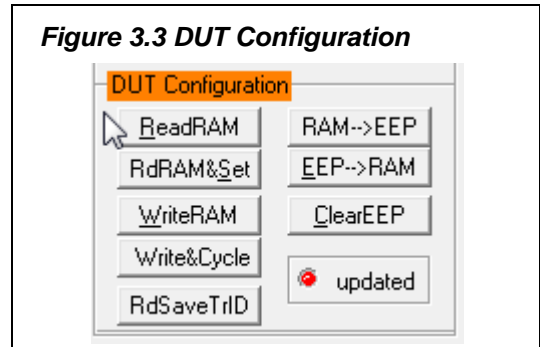 Figure 3.3 DUT Configuration
DUT Configuration
ReadRAM
RAM-->EEP
RdRAM&Set
EEP-->RAM
WriteRAM
ClearEEP
Write&Cycle
updated
RdSaveTrID